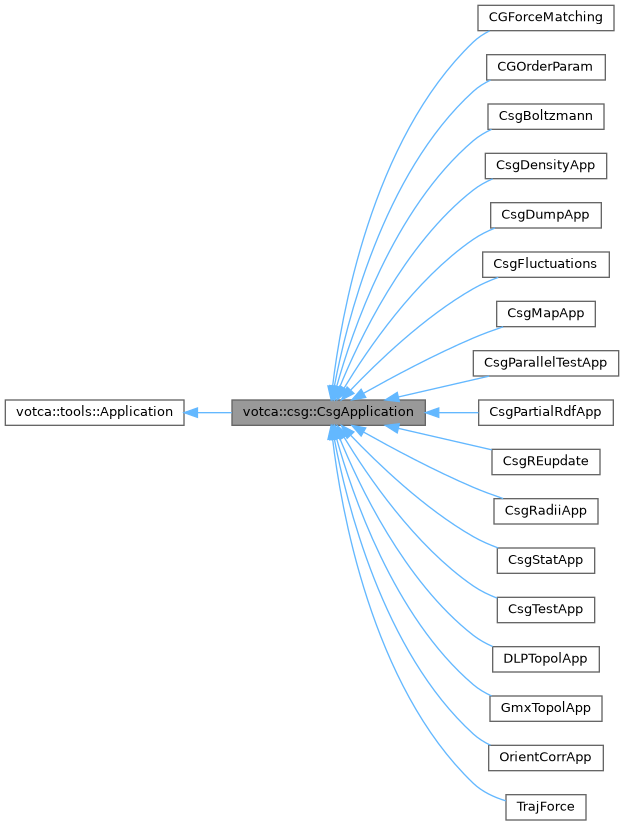 CGForceMatching
CGOrderParam
CsgBoltzmann
CsgDensityApp
CsgDumpApp
CsgFluctuations
CsgMapApp
CsgParallelTestApp
votca::tools::Application
votca::csg::CsgApplication
CsgPartialRdfApp
CsgREupdate
CsgRadiiApp
CsgStatApp
CsgTestApp
DLPTopolApp
GmxTopolApp
OrientCorrApp
TrajForce